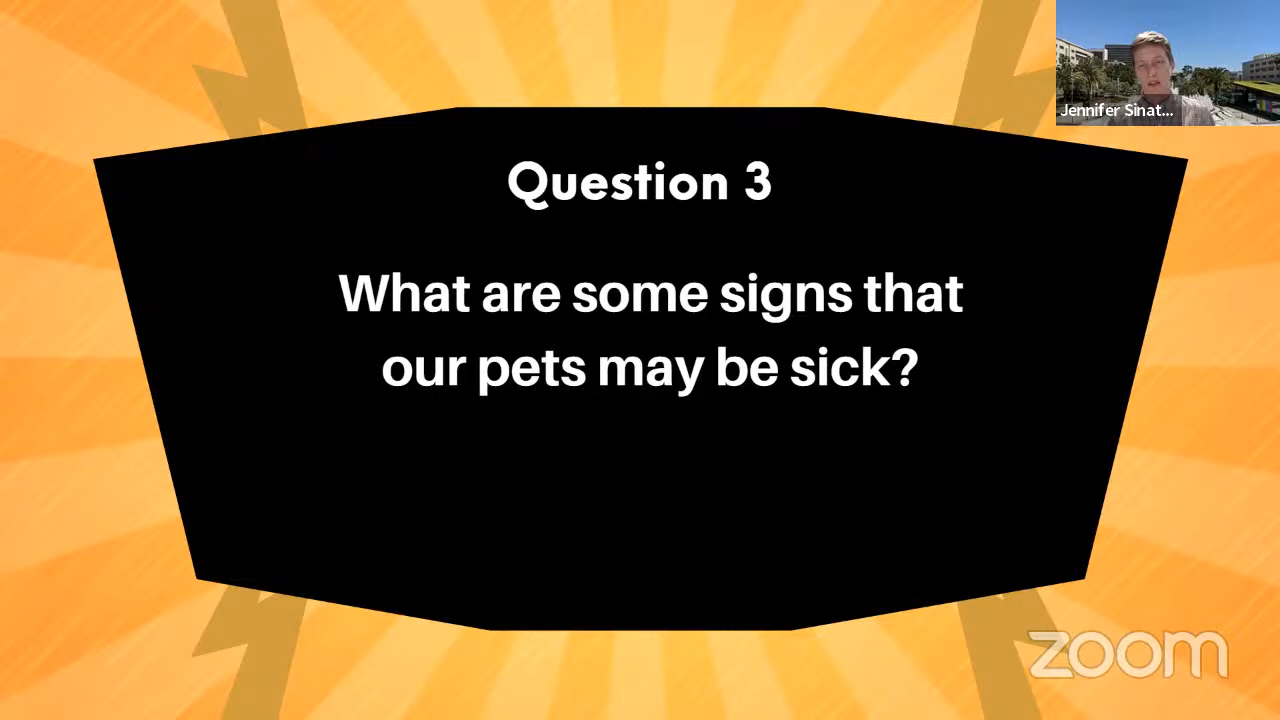 Jennifer Sinat...
Question 3
What are some signs that
our pets may be sick?
zoom